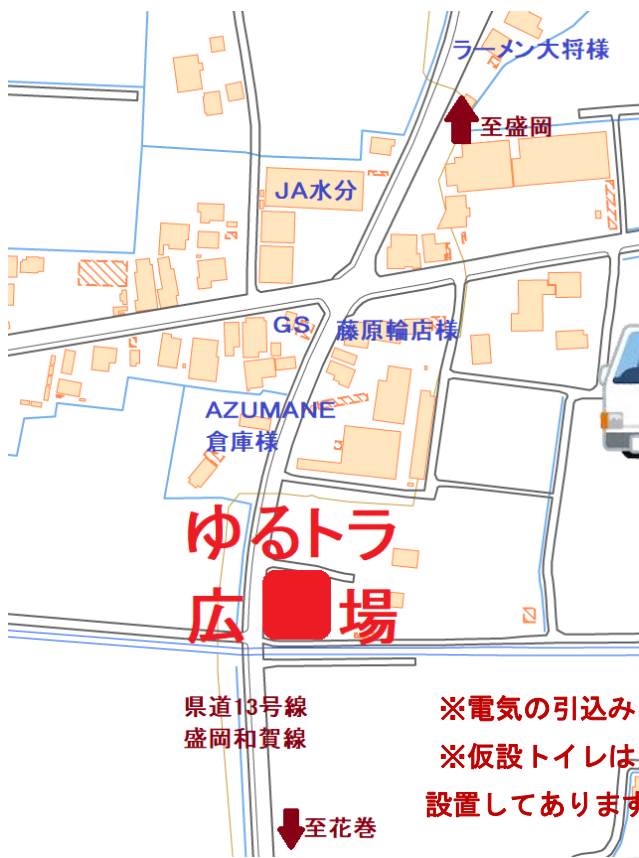 ラーメン大将様
至盛岡
JA水分
GS
藤原輪店様
AZUMANE
倉庫様
ゆるトラ
広場
県道13号線
盛岡和賀線
※電気の引込み
※仮設トイレは
設置してあります
至花巻